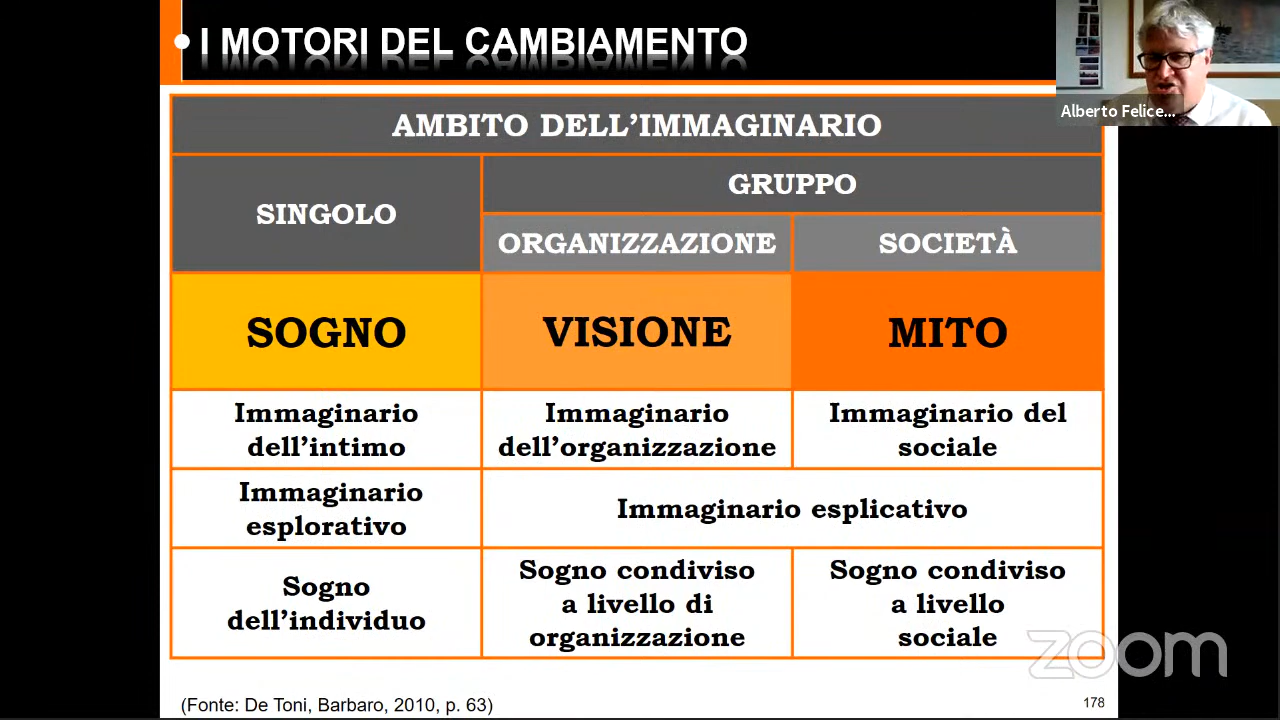 • I MOTORI DEL CAMBIAMENTO
Alberto Felice...
AMBITO DELL’IMMAGINARIO
SINGOLO
GRUPPO
ORGANIZZAZIONE
SOCIETÀ
SOGNO
VISIONE
MITO
Immaginario
dell’intimo
Immaginario
dell’organizzazione
Immaginario del
sociale
Immaginario
esplorativo
Immaginario esplicativo
Sogno
dell’individuo
Sogno condiviso
a livello di
organizzazione
Sogno condiviso
a livello
sociale
zoom
(Fonte: De Toni, Barbaro, 2010, p. 63)
178